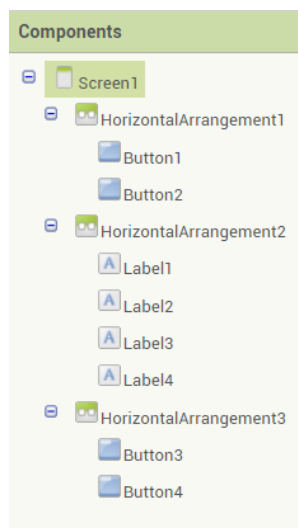 Components
Screen1
HorizontalArrangement1
Button1
Button2
HorizontalArrangement2
A Label1
A Label2
A Label3
A Label4
HorizontalArrangement3
Button3
Button4